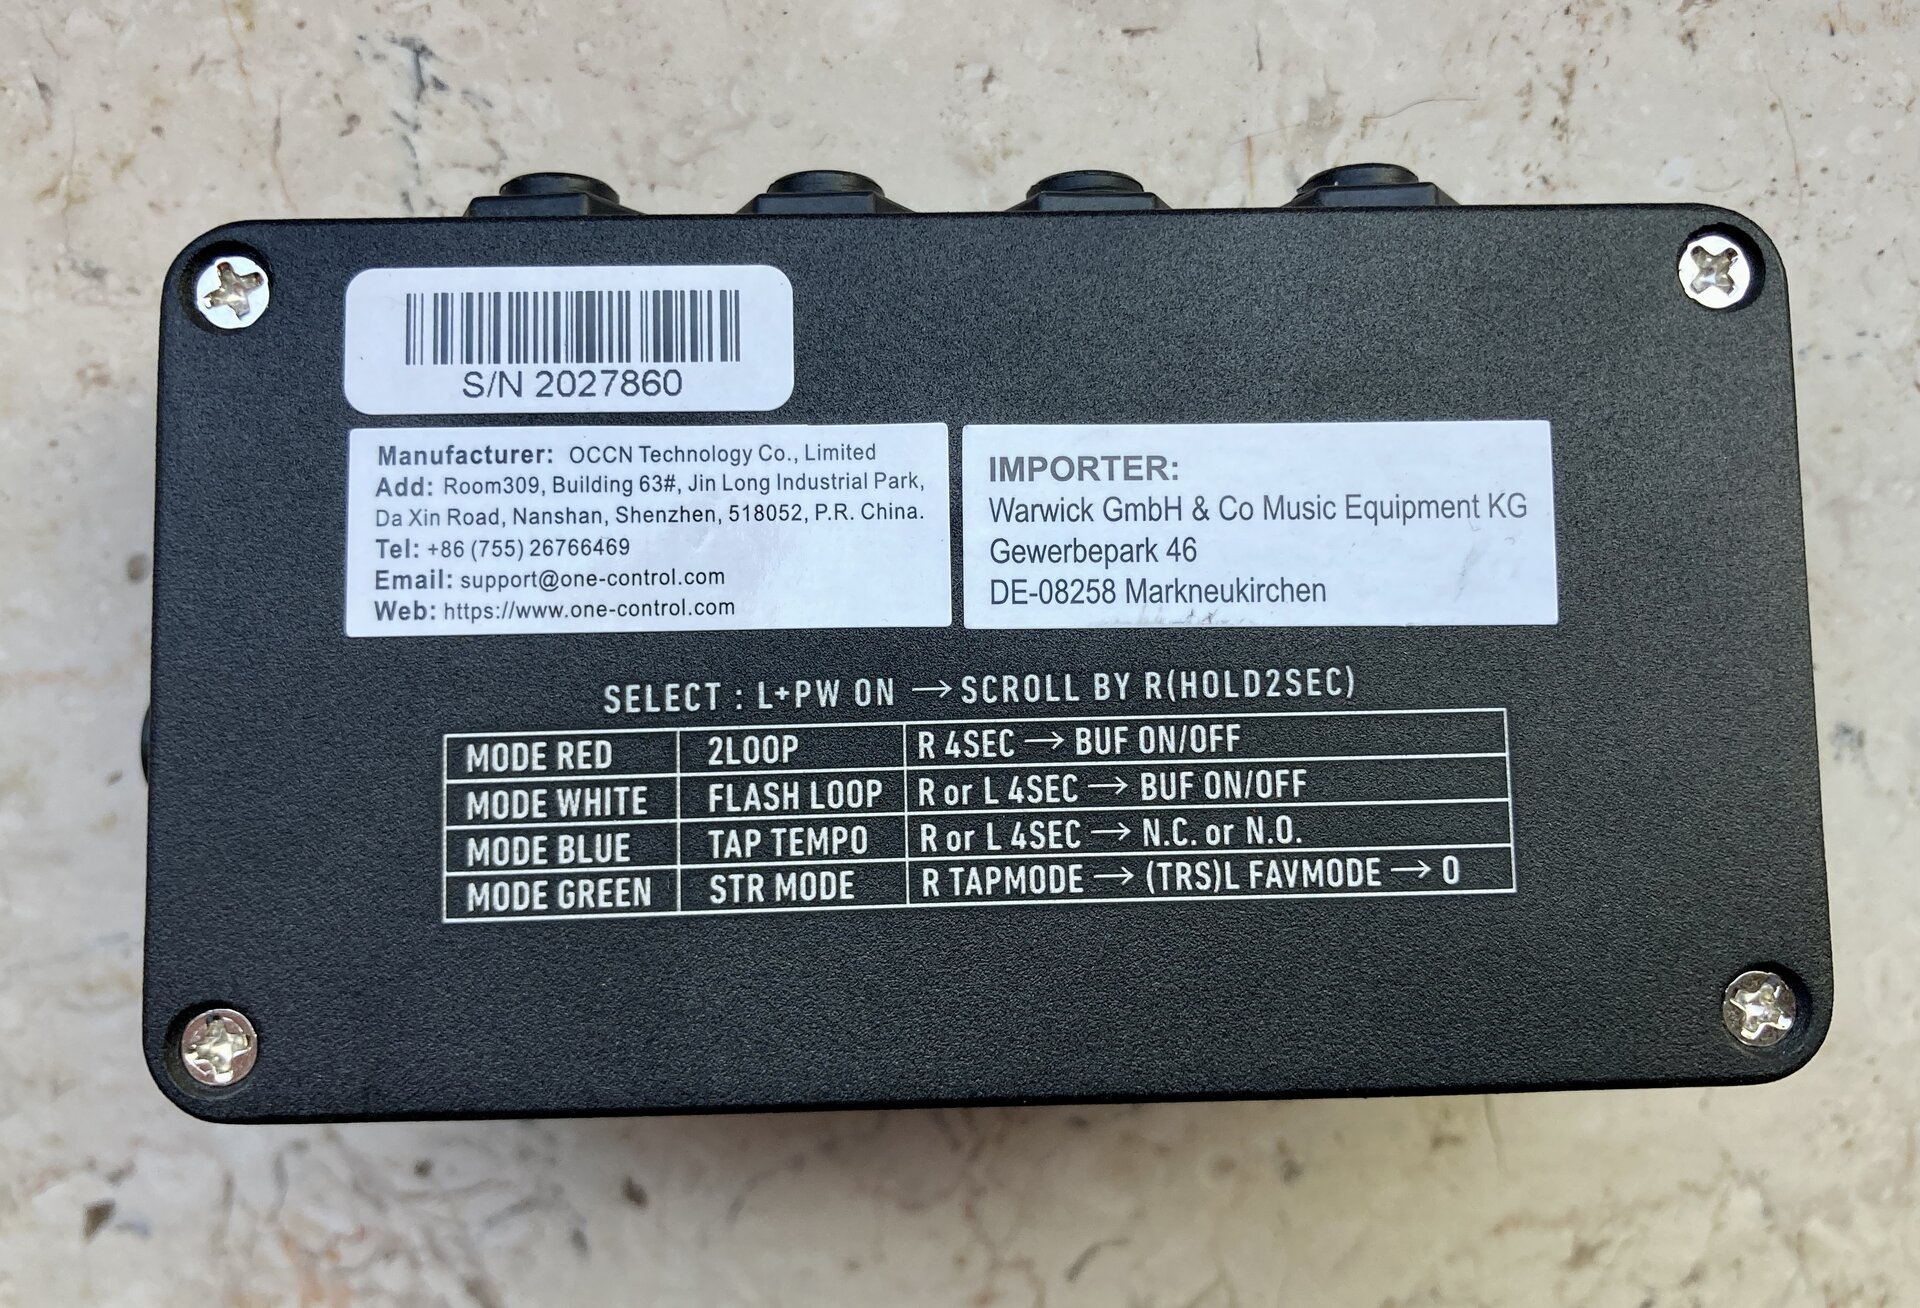 S/N 2027860
Manufacturer: OCCN Technology Co., Limited
Add: Room309, Building 63#, Jin Long Industrial Park,
Da Xin Road, Nanshan, Shenzhen, 518052, P.R. China.
Tel: +86 (755) 26766469
Email: support@one-control.com
Web: https://www.one-control.com
IMPORTER:
Warwick GmbH & Co Music Equipment KG
Gewerbepark 46
DE-08258 Markneukirchen
SELECT : L+PW ON → SCROLL BY R(HOLD2SEC)
MODE RED 2LOOP R 4SEC → BUF ON/OFF
MODE WHITE FLASH LOOP R or L 4SEC → BUF ON/OFF
MODE BLUE TAP TEMPO R or L 4SEC → N.C. or N.O.
MODE GREEN STR MODE R TAPMODE → (TRS)L FAVMODE → O